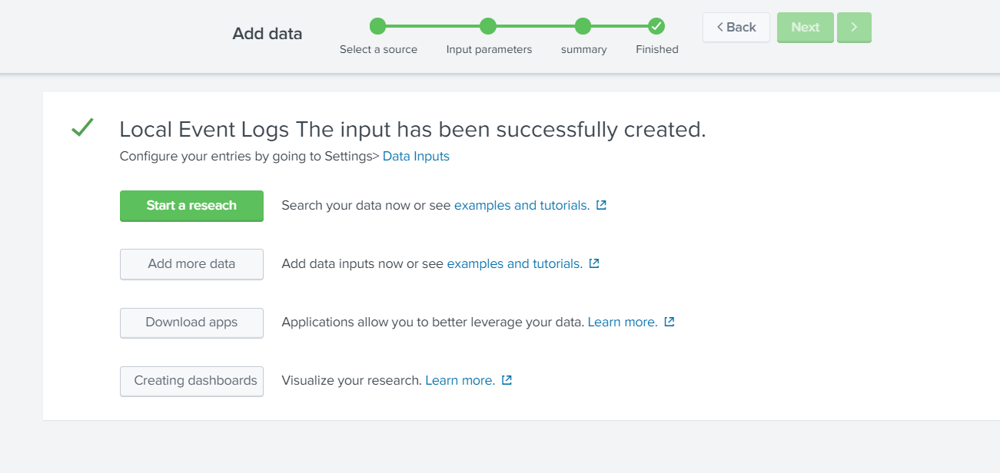 Add data
Select a source
Input parameters
summary
Finished
Back
Next
Local Event Logs The input has been successfully created.
Configure your entries by going to Settings> Data Inputs
Start a reseach
Search your data now or see examples and tutorials.
Add more data
Add data inputs now or see examples and tutorials.
Download apps
Applications allow you to better leverage your data. Learn more.
Creating dashboards
Visualize your research. Learn more.